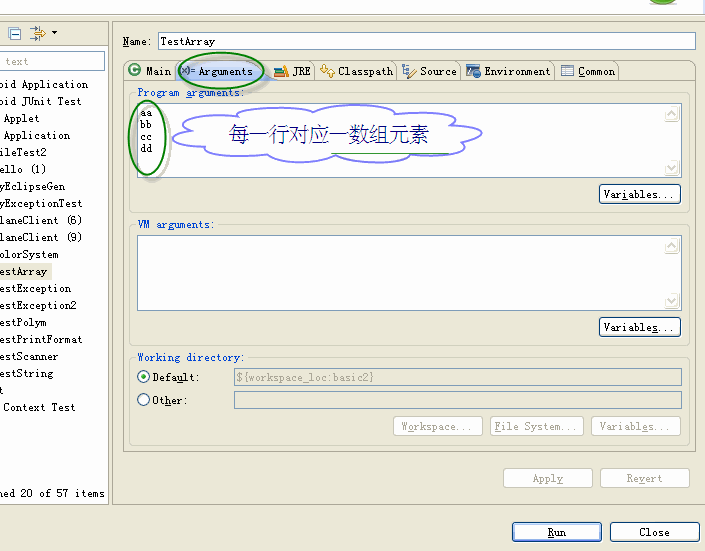 text
Name: TestArray
Main
(x)= Arguments
JRE
Classpath
Source
Environment
Common
oid Application
oid JUnit Test
Applet
Application
ileTest2
ello (1)
yEclipseGen
yExceptionTest
laneClient (6)
laneClient (9)
olorSystem
estArray
estException
estException2
estPolym
estPrintFormat
estScanner
estString
t
Context Test
ned 20 of 57 items
Program arguments:
aa
bb
cc
dd
每一行对应一数组元素
Variables...
VM arguments:
Variables...
Working directory:
Default: ${workspace_loc:basic2}
Other:
Workspace... File System... Variables...
Apply Revert
Run Close